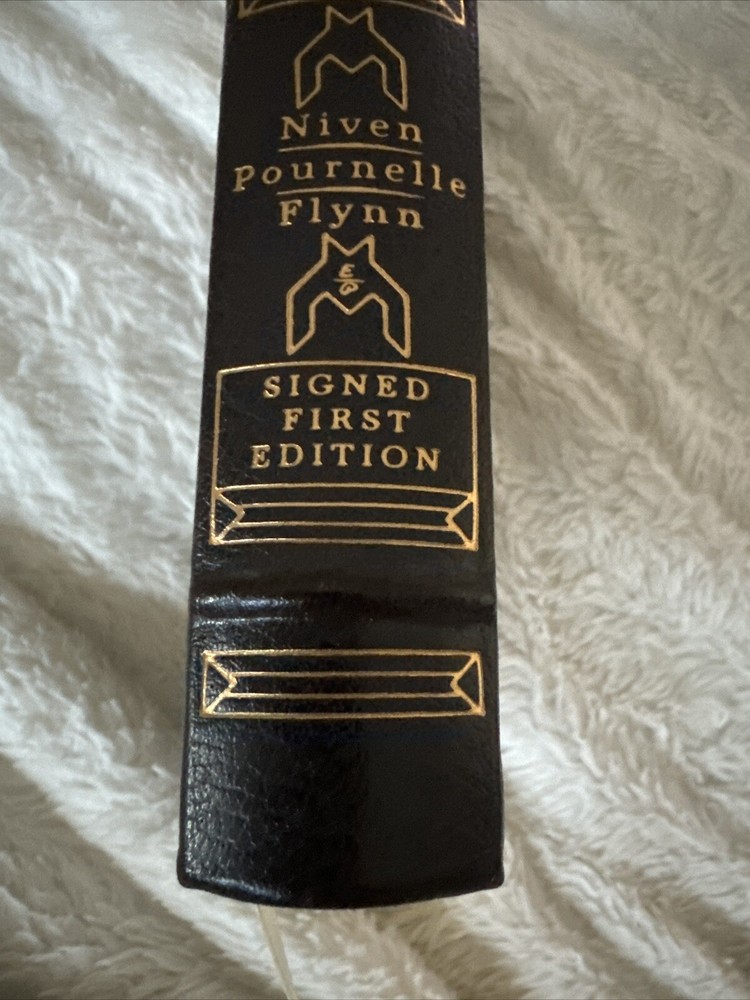 Niven
Pournelle
Flynn
E
P
SIGNED
FIRST
EDITION